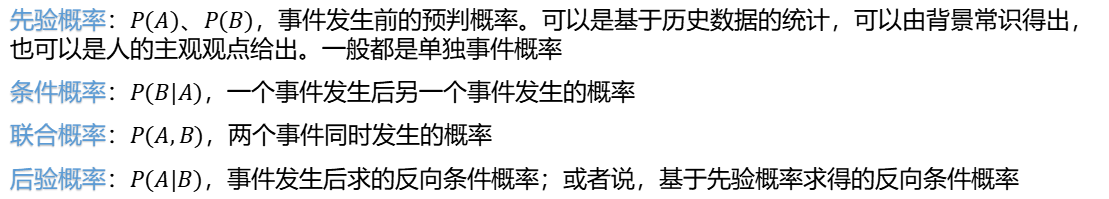 先验概率：P(A)、P(B)，事件发生前的预判概率。可以是基于历史数据的统计，可以由背景常识得出，
也可以是人的主观观点给出。一般都是单独事件概率
条件概率：P(B|A)，一个事件发生后另一个事件发生的概率
联合概率：P(A,B)，两个事件同时发生的概率
后验概率：P(A|B)，事件发生后求的反向条件概率；或者说，基于先验概率求得的反向条件概率